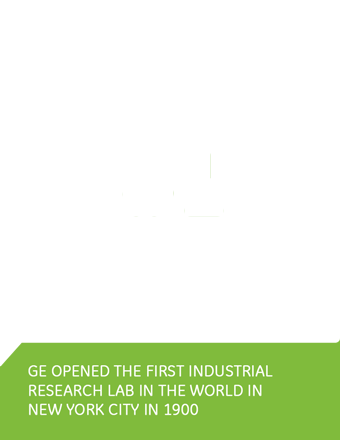 GE OPENED THE FIRST INDUSTRIAL
RESEARCH LAB IN THE WORLD IN
NEW YORK CITY IN 1900